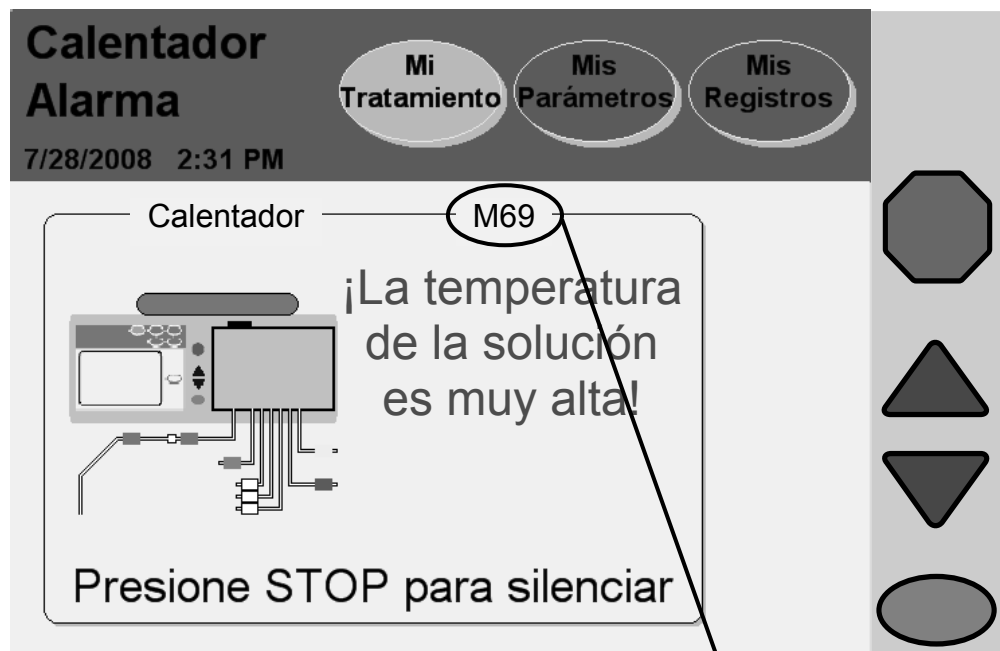 Calentador
Alarma
7/28/2008 2:31 PM
Mi
Tratamiento
Mis
Parámetros
Mis
Registros
Calentador
M69
¡La temperatura
de la solución
es muy alta!
Presione STOP para silenciar